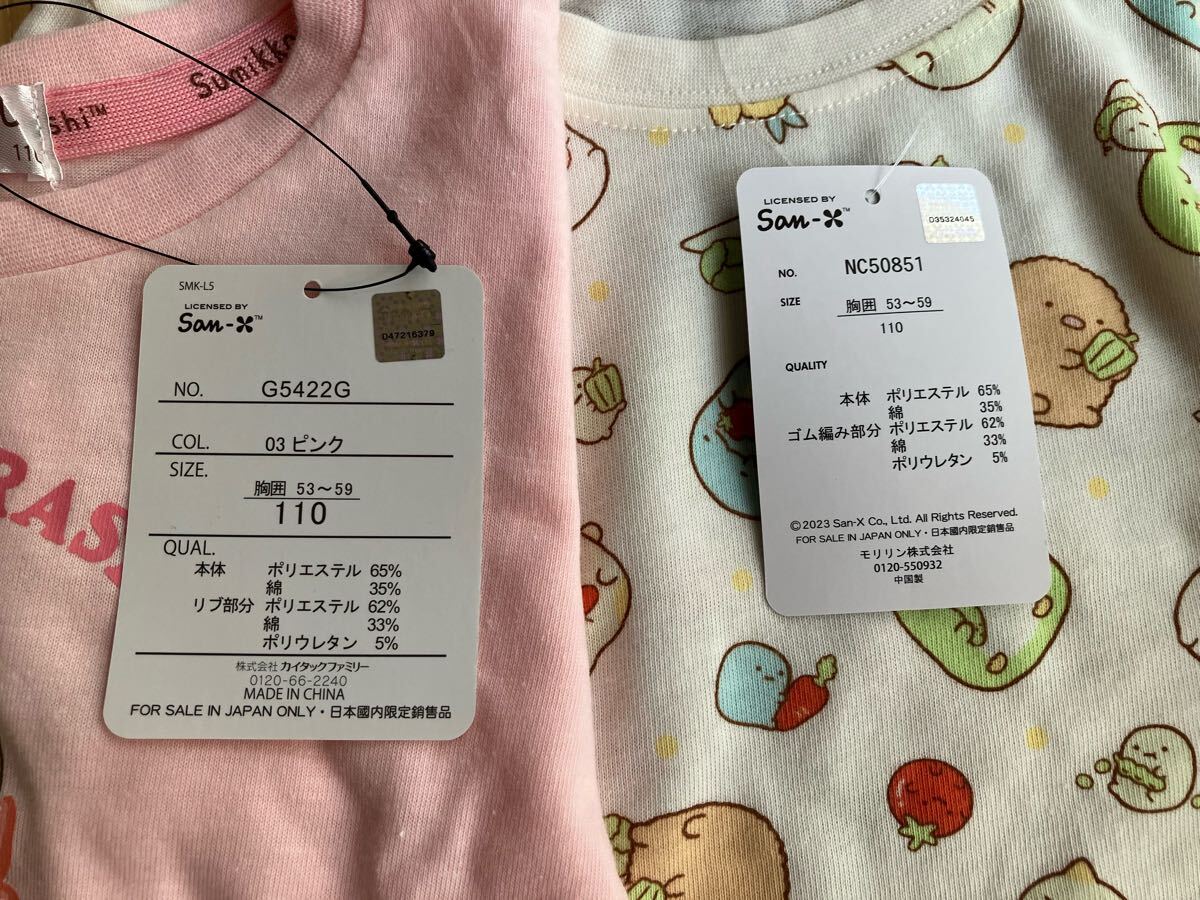 shi™ Sumikko
110
RAS
SMK-L5
LICENSED BY
San-X™
D47216379
NO. G5422G
COL. 03 ピンク
SIZE.
胸囲 53～59
110
QUAL.
本体 ポリエステル 65%
綿 35%
リブ部分 ポリエステル 62%
綿 33%
ポリウレタン 5%
株式会社 カイタックファミリー
0120-66-2240
MADE IN CHINA
FOR SALE IN JAPAN ONLY・日本國内限定銷售品
LICENSED BY
San-X™
D35324045
NO. NC50851
SIZE 胸囲 53～59
110
QUALITY
本体 ポリエステル 65%
綿 35%
ゴム編み部分 ポリエステル 62%
綿 33%
ポリウレタン 5%
©2023 San-X Co., Ltd. All Rights Reserved.
FOR SALE IN JAPAN ONLY・日本國内限定銷售品
モリリン株式会社
0120-550932
中国製